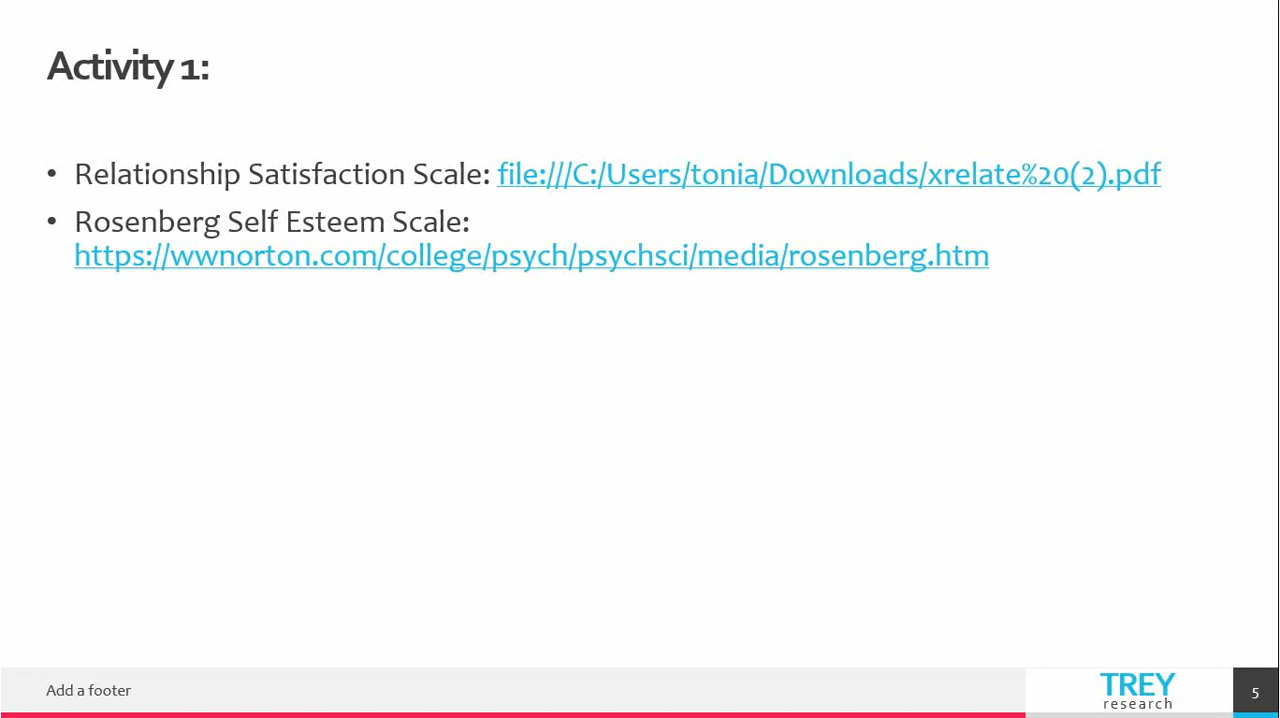 Activity 1:
• Relationship Satisfaction Scale: file:///C:/Users/tonia/Downloads/xrelate%20(2).pdf
• Rosenberg Self Esteem Scale:
https://wwnorton.com/college/psych/psychsci/media/rosenberg.htm
Add a footer
TREY
research
5